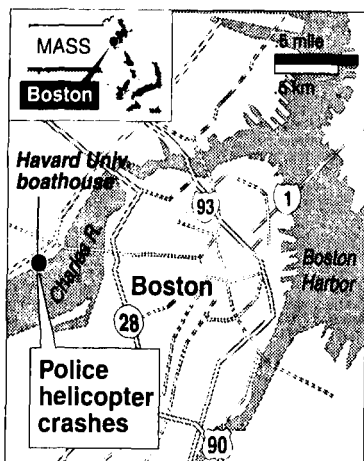 MASS
Boston
.5 mile
.5 km
Havard Univ.
boathouse
93
1
Charles R.
Boston
Boston
Harbor
28
Police
helicopter
crashes
90